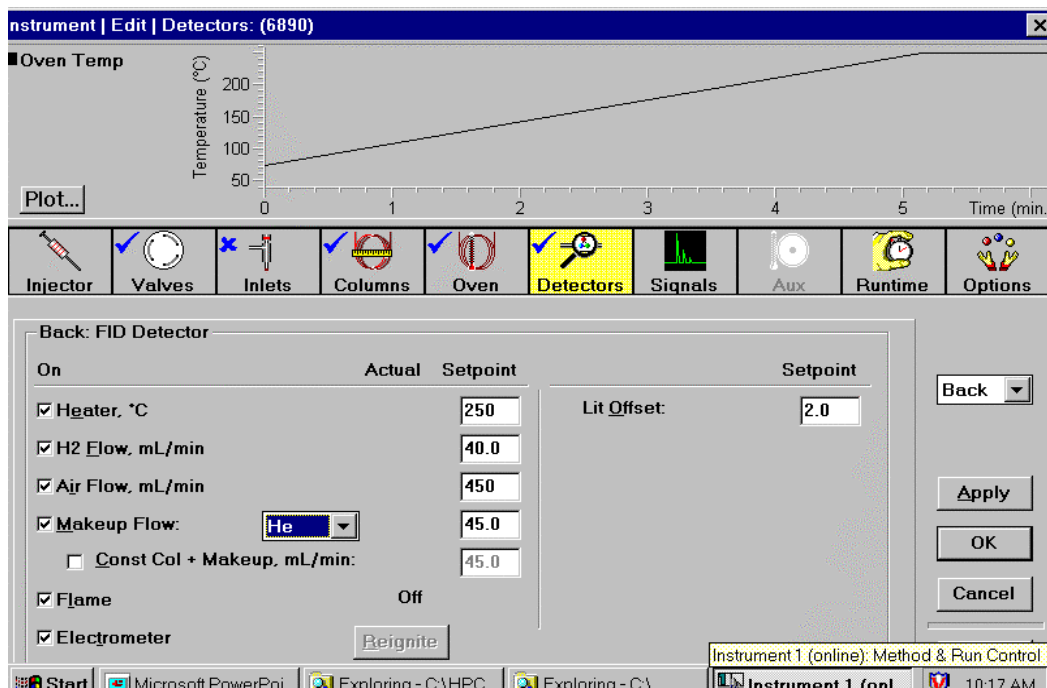 nstrument | Edit | Detectors: (6890)
Oven Temp
Temperature (°C)
200
150
100
50
Plot...
0 1 2 3 4 5 Time (min.
Injector Valves Inlets Columns Oven Detectors Signals Aux Runtime Options
Back: FID Detector
On Actual Setpoint Setpoint
Heater, °C 250 Lit Offset: 2.0
Back
H2 Flow, mL/min 40.0
Air Flow, mL/min 450
Apply
Makeup Flow: He 45.0
OK
Const Col + Makeup, mL/min: 45.0
Cancel
Flame Off
Electrometer Reignite
Instrument 1 (online): Method & Run Control
Start Microsoft PowerPoi Exploring - C:\HPC Exploring - C:\ Instrument 1 (onl 10:17 AM